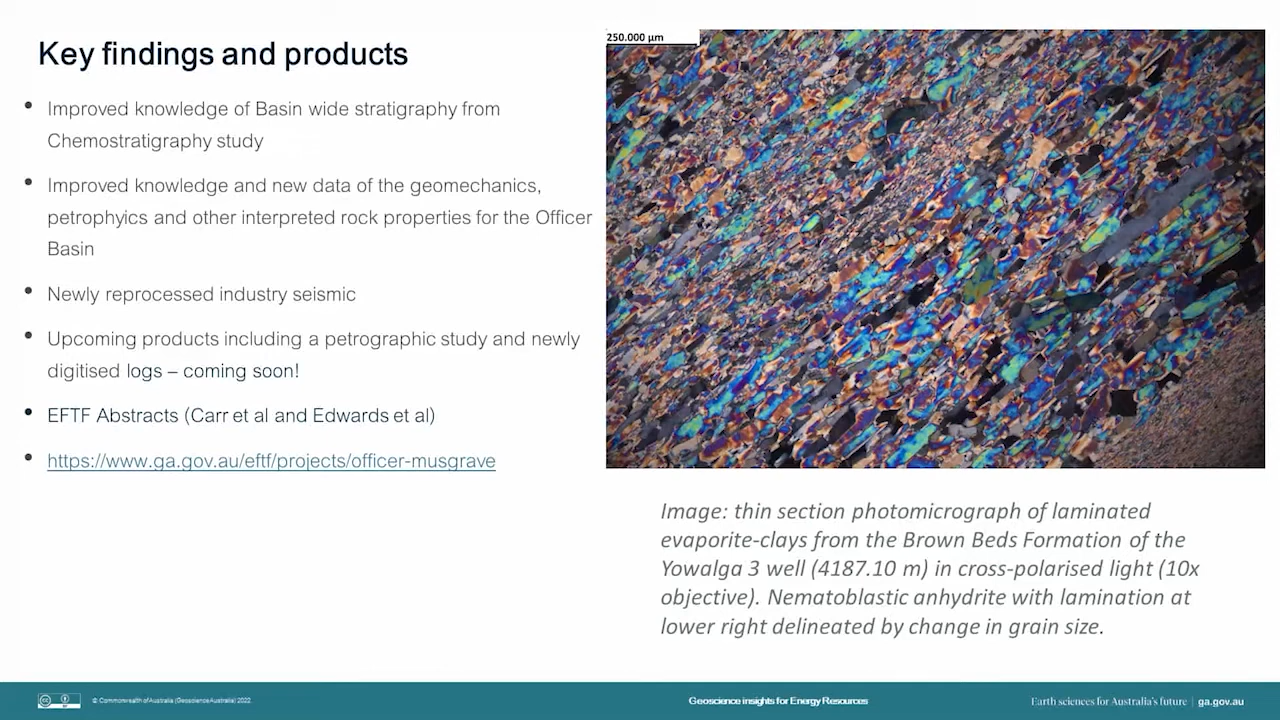 Key findings and products
Improved knowledge of Basin wide stratigraphy from
Chemostratigraphy study
Improved knowledge and new data of the geomechanics,
petrophyics and other interpreted rock properties for the Officer
Basin
Newly reprocessed industry seismic
Upcoming products including a petrographic study and newly
digitised logs – coming soon!
EFTF Abstracts (Carr et al and Edwards et al)
https://www.ga.gov.au/eftf/projects/officer-musgrave
250.000 µm
Image: thin section photomicrograph of laminated
evaporite-clays from the Brown Beds Formation of the
Yowalga 3 well (4187.10 m) in cross-polarised light (10x
objective). Nematoblastic anhydrite with lamination at
lower right delineated by change in grain size.
© Commonwealth of Australia (Geoscience Australia) 2022
Geoscience insights for Energy Resources
Earth sciences for Australia's future | ga.gov.au